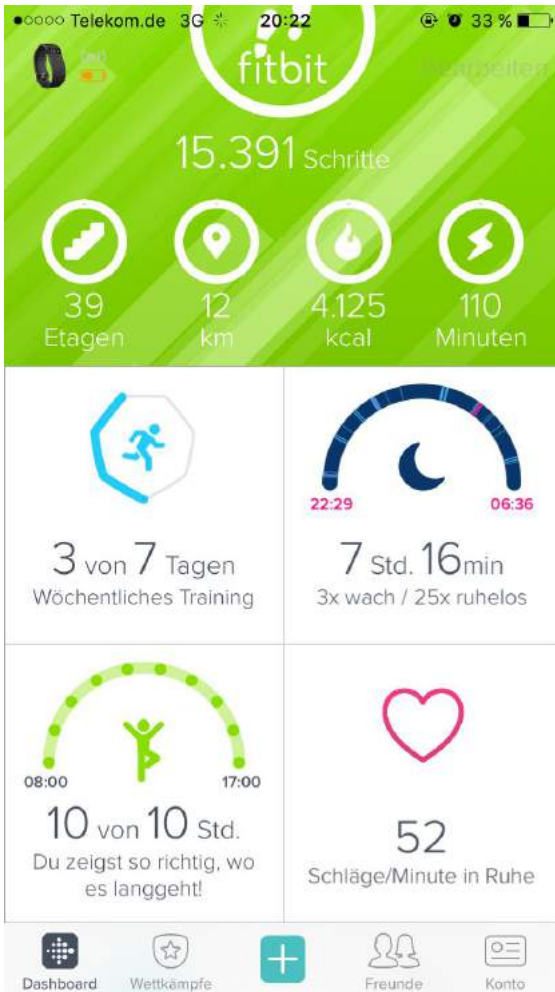 Telekom.de 3G 20:22 33 %
fitbit
Bearbeiten
15.391 Schritte
39
Etagen
12
km
4.125
kcal
110
Minuten
22:29 06:36
3 von 7 Tagen
Wöchentliches Training
7 Std. 16min
3x wach / 25x ruhelos
08:00 17:00
10 von 10 Std.
Du zeigst so richtig, wo
es langgeht!
52
Schläge/Minute in Ruhe
Dashboard
Wettkämpfe
Freunde
Konto